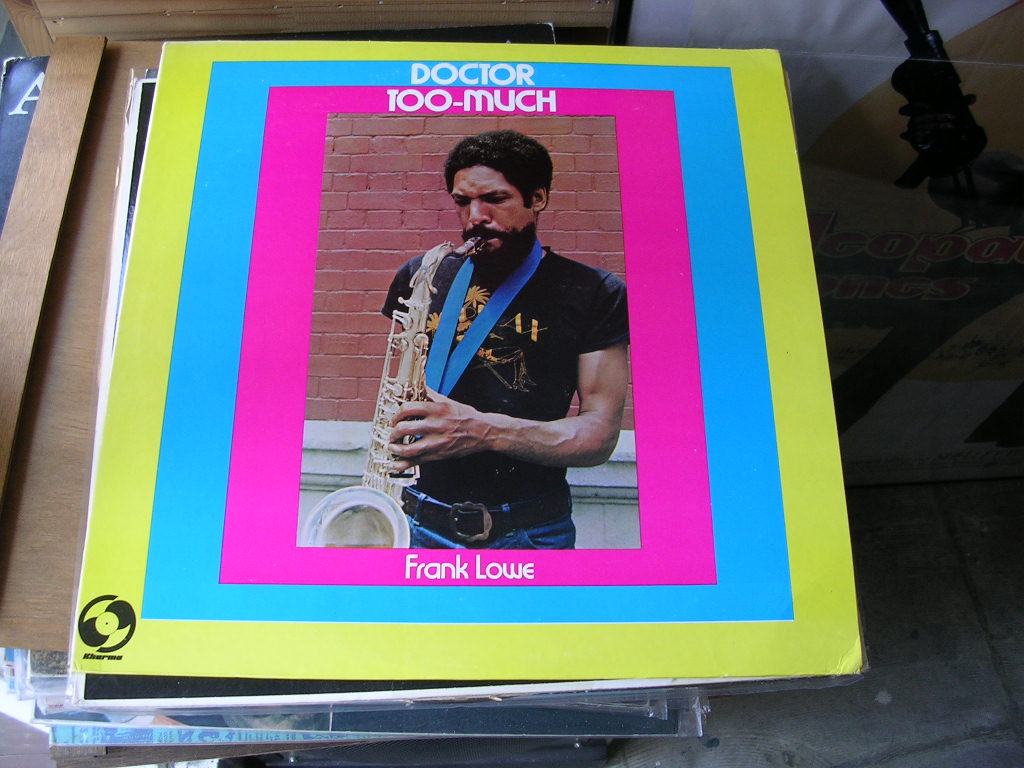 DOCTOR
TOO-MUCH
Frank Lowe
Kharma
A